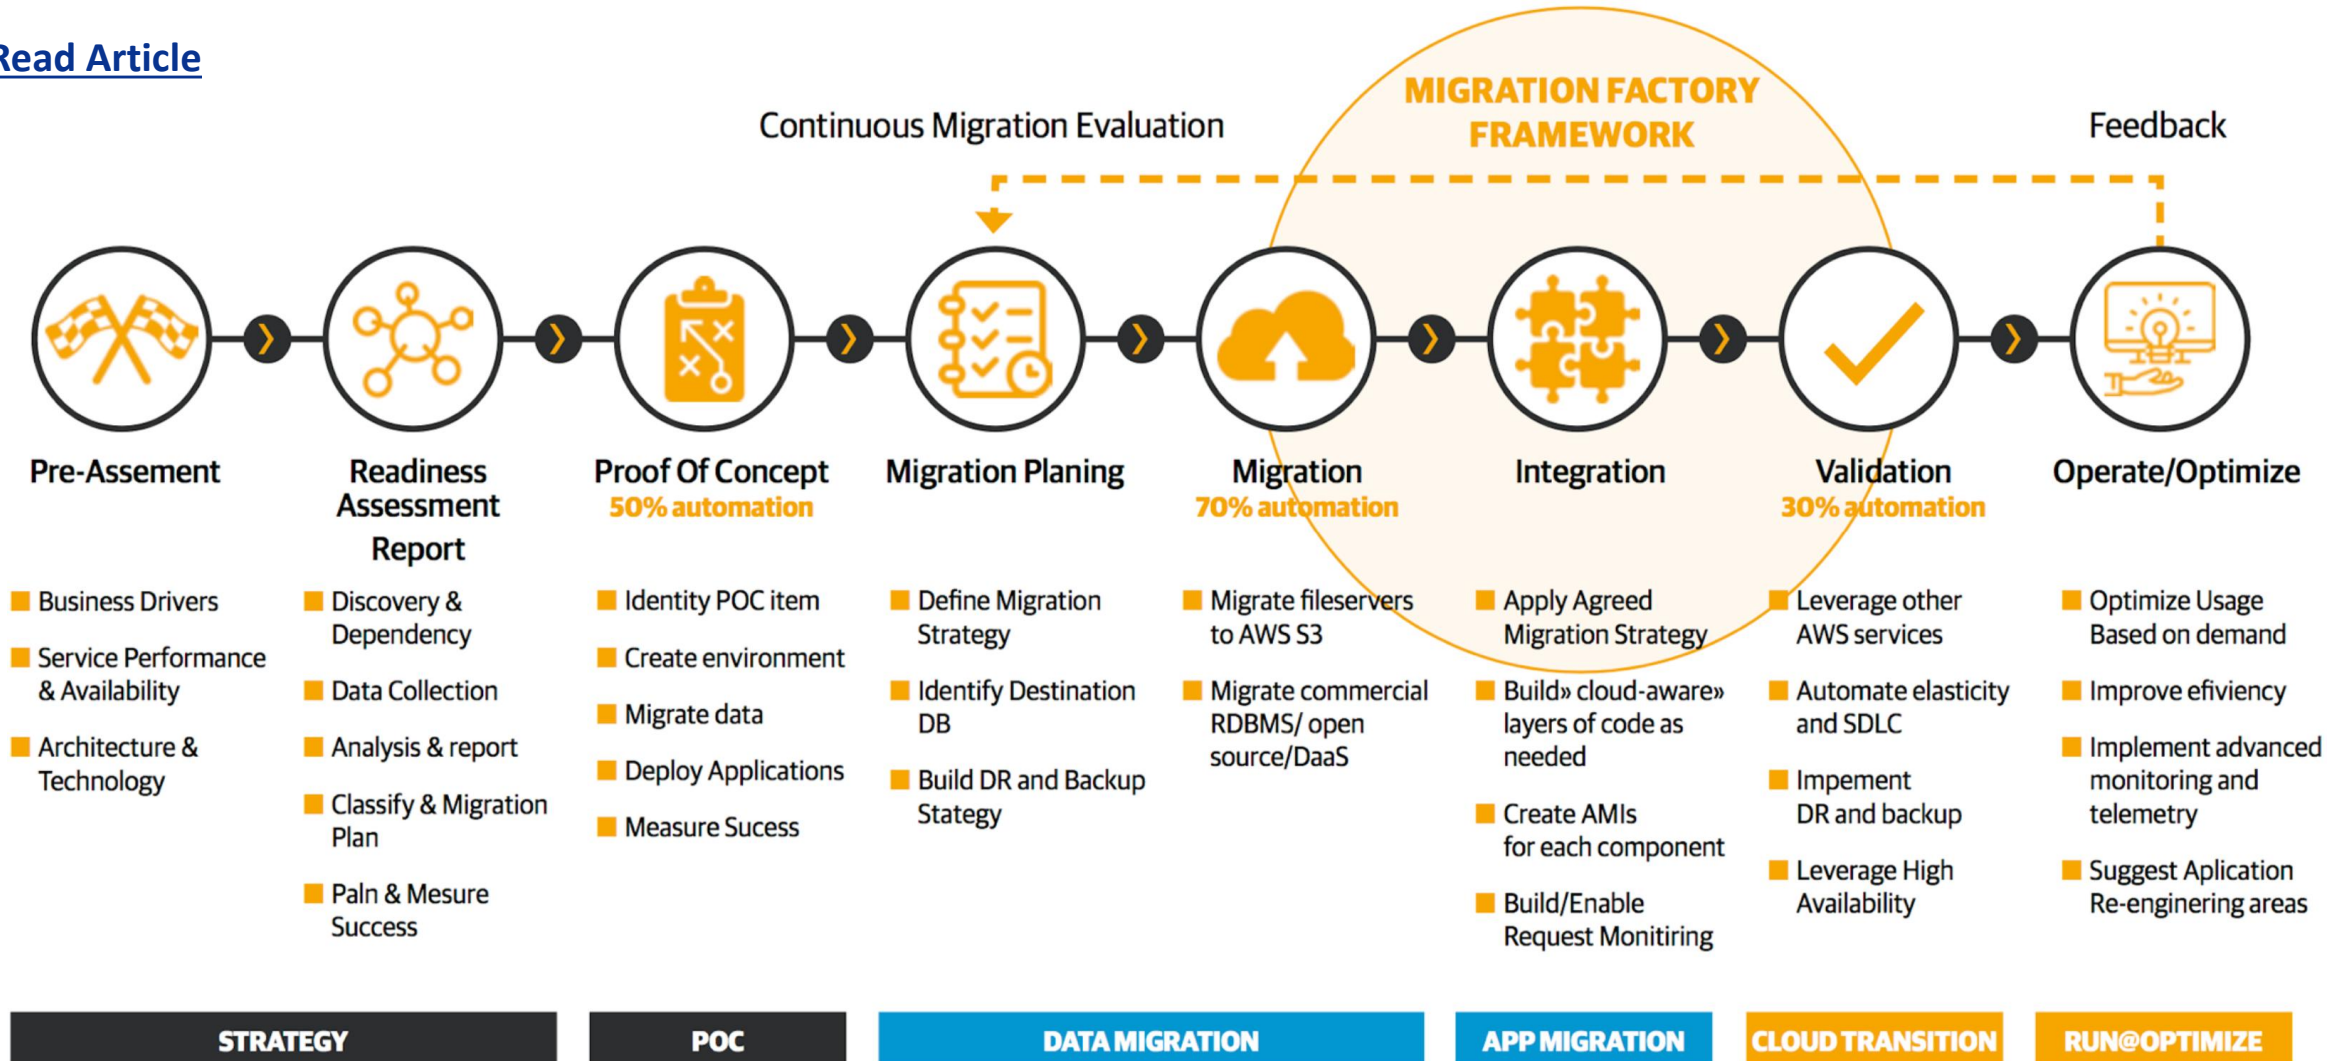 Read Article
MIGRATION FACTORY
FRAMEWORK
Continuous Migration Evaluation
Feedback
Pre-Assement
Readiness
Assessment
Report
Proof Of Concept
50% automation
Migration Planing
Migration
70% automation
Integration
Validation
30% automation
Operate/Optimize
Business Drivers
Service Performance
& Availability
Architecture &
Technology
Discovery &
Dependency
Data Collection
Analysis & report
Classify & Migration
Plan
Paln & Mesure
Success
Identity POC item
Create environment
Migrate data
Deploy Applications
Measure Sucess
Define Migration
Strategy
Identify Destination
DB
Build DR and Backup
Stategy
Migrate fileservers
to AWS S3
Migrate commercial
RDBMS/ open
source/DaaS
Apply Agreed
Migration Strategy
Build» cloud-aware»
layers of code as
needed
Create AMIs
for each component
Build/Enable
Request Monitiring
Leverage other
AWS services
Automate elasticity
and SDLC
Impement
DR and backup
Leverage High
Availability
Optimize Usage
Based on demand
Improve efiviency
Implement advanced
monitoring and
telemetry
Suggest Aplication
Re-enginering areas
STRATEGY
POC
DATA MIGRATION
APP MIGRATION
CLOUD TRANSITION
RUN@OPTIMIZE